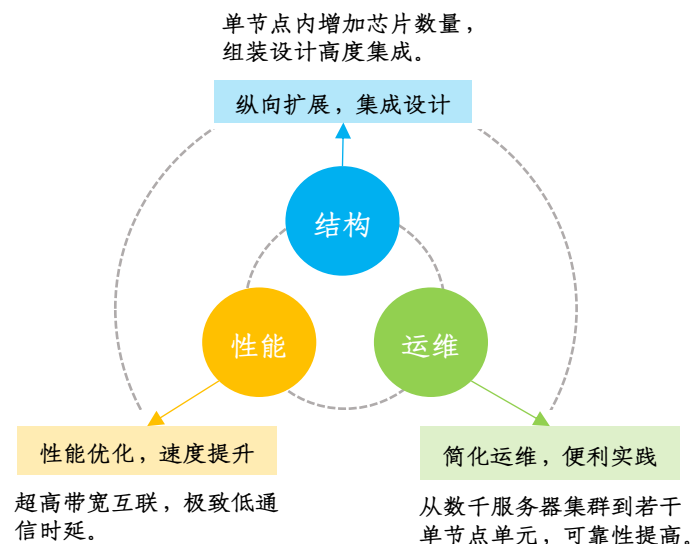 单节点内增加芯片数量，
组装设计高度集成。
纵向扩展，集成设计
结构
性能
运维
性能优化，速度提升
简化运维，便利实践
超高带宽互联，极致低通
信时延。
从数千服务器集群到若干
单节点单元，可靠性提高。